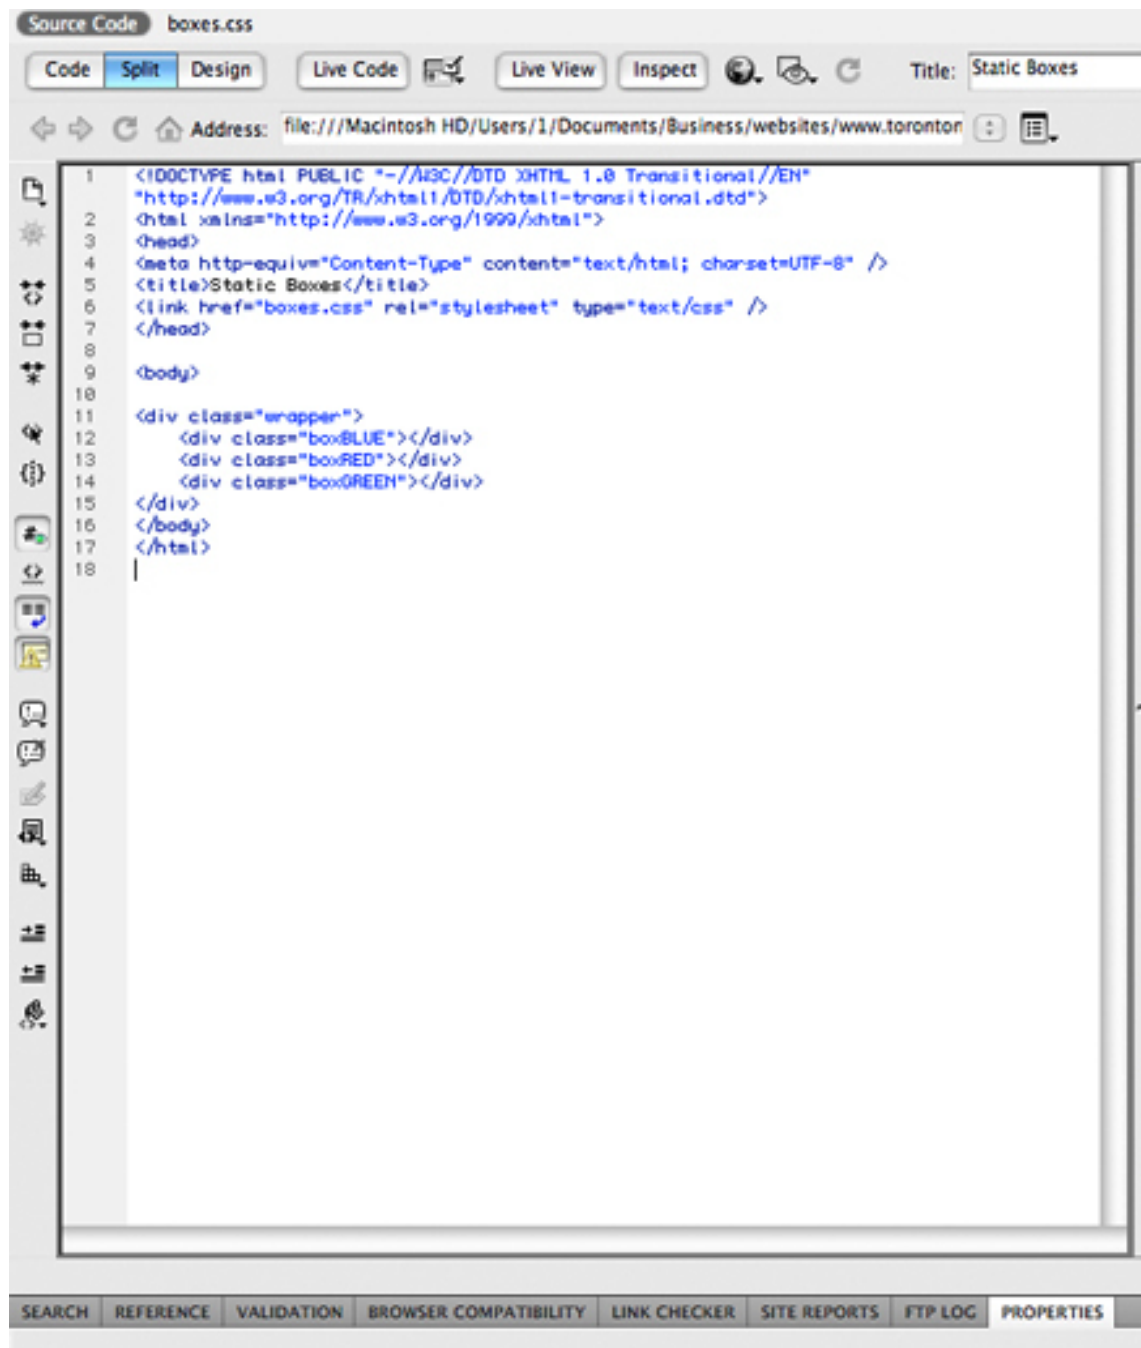 Source Code boxes.css
Code Split Design Live Code Live View Inspect Title: Static Boxes
Address: file:///Macintosh HD/Users/1/Documents/Business/websites/www.toronton
1 <!DOCTYPE html PUBLIC "-//W3C//DTD XHTML 1.0 Transitional//EN"
"http://www.w3.org/TR/xhtml1/DTD/xhtml1-transitional.dtd">
2 <html xmlns="http://www.w3.org/1999/xhtml">
3 <head>
4 <meta http-equiv="Content-Type" content="text/html; charset=UTF-8" />
5 <title>Static Boxes</title>
6 <link href="boxes.css" rel="stylesheet" type="text/css" />
7 </head>
8
9 <body>
10
11 <div class="wrapper">
12 <div class="boxBLUE"></div>
13 <div class="boxRED"></div>
14 <div class="boxGREEN"></div>
15 </div>
16 </body>
17 </html>
18
SEARCH REFERENCE VALIDATION BROWSER COMPATIBILITY LINK CHECKER SITE REPORTS FTP LOG PROPERTIES